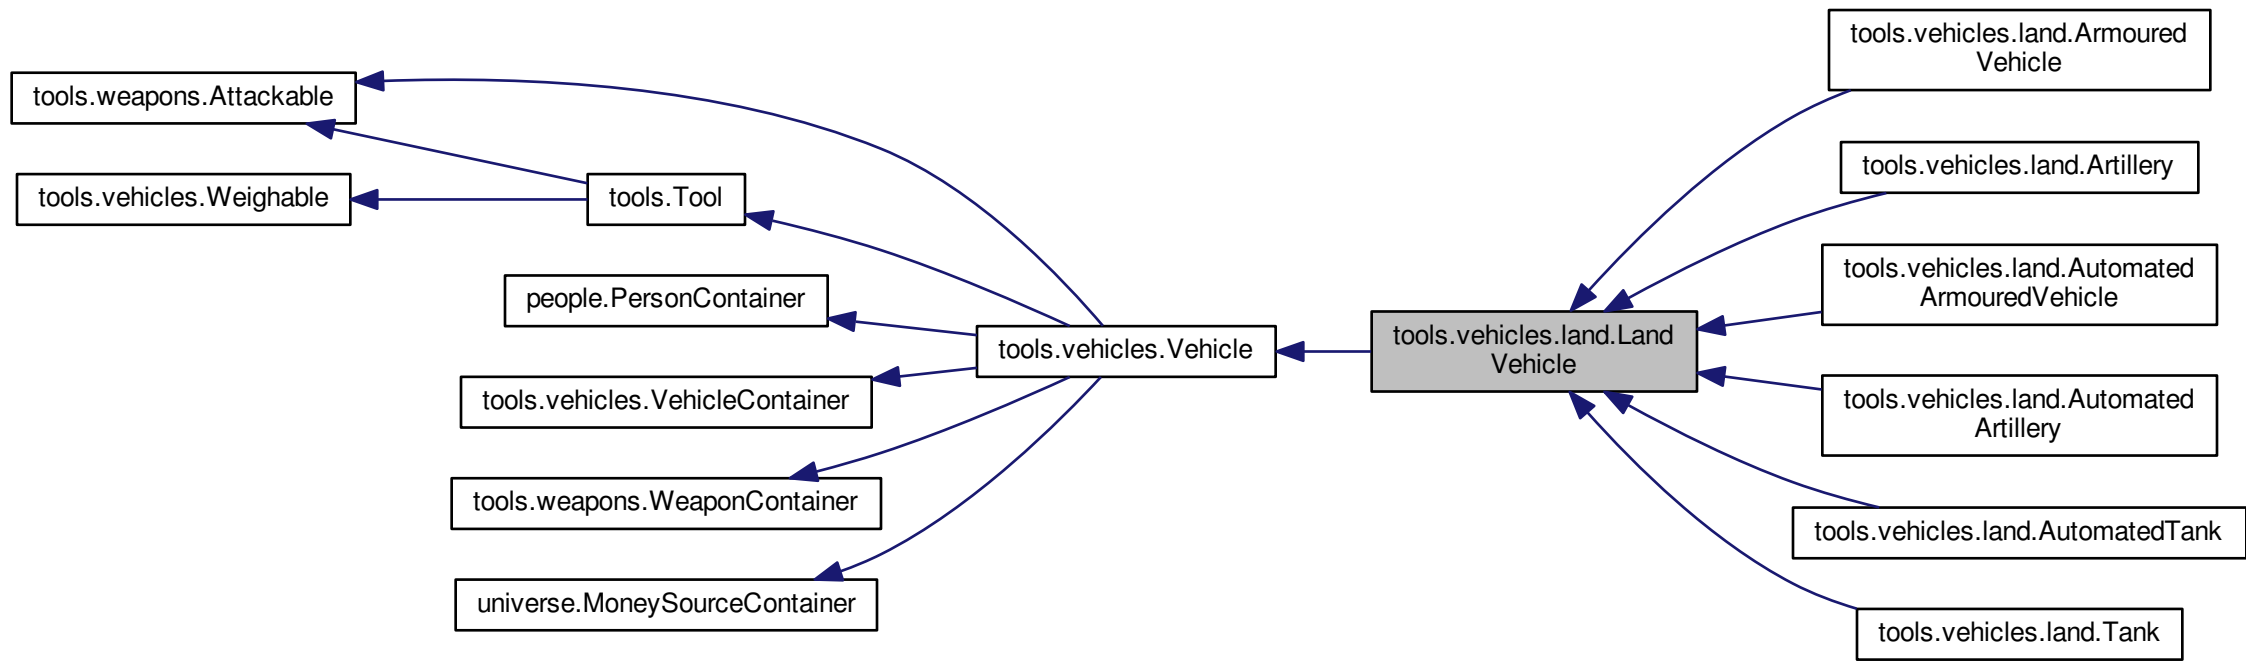 tools.weapons.Attackable
tools.vehicles.Weighable
tools.Tool
people.PersonContainer
tools.vehicles.VehicleContainer
tools.weapons.WeaponContainer
universe.MoneySourceContainer
tools.vehicles.Vehicle
tools.vehicles.land.Land
Vehicle
tools.vehicles.land.Armoured
Vehicle
tools.vehicles.land.Artillery
tools.vehicles.land.Automated
ArmouredVehicle
tools.vehicles.land.Automated
Artillery
tools.vehicles.land.AutomatedTank
tools.vehicles.land.Tank